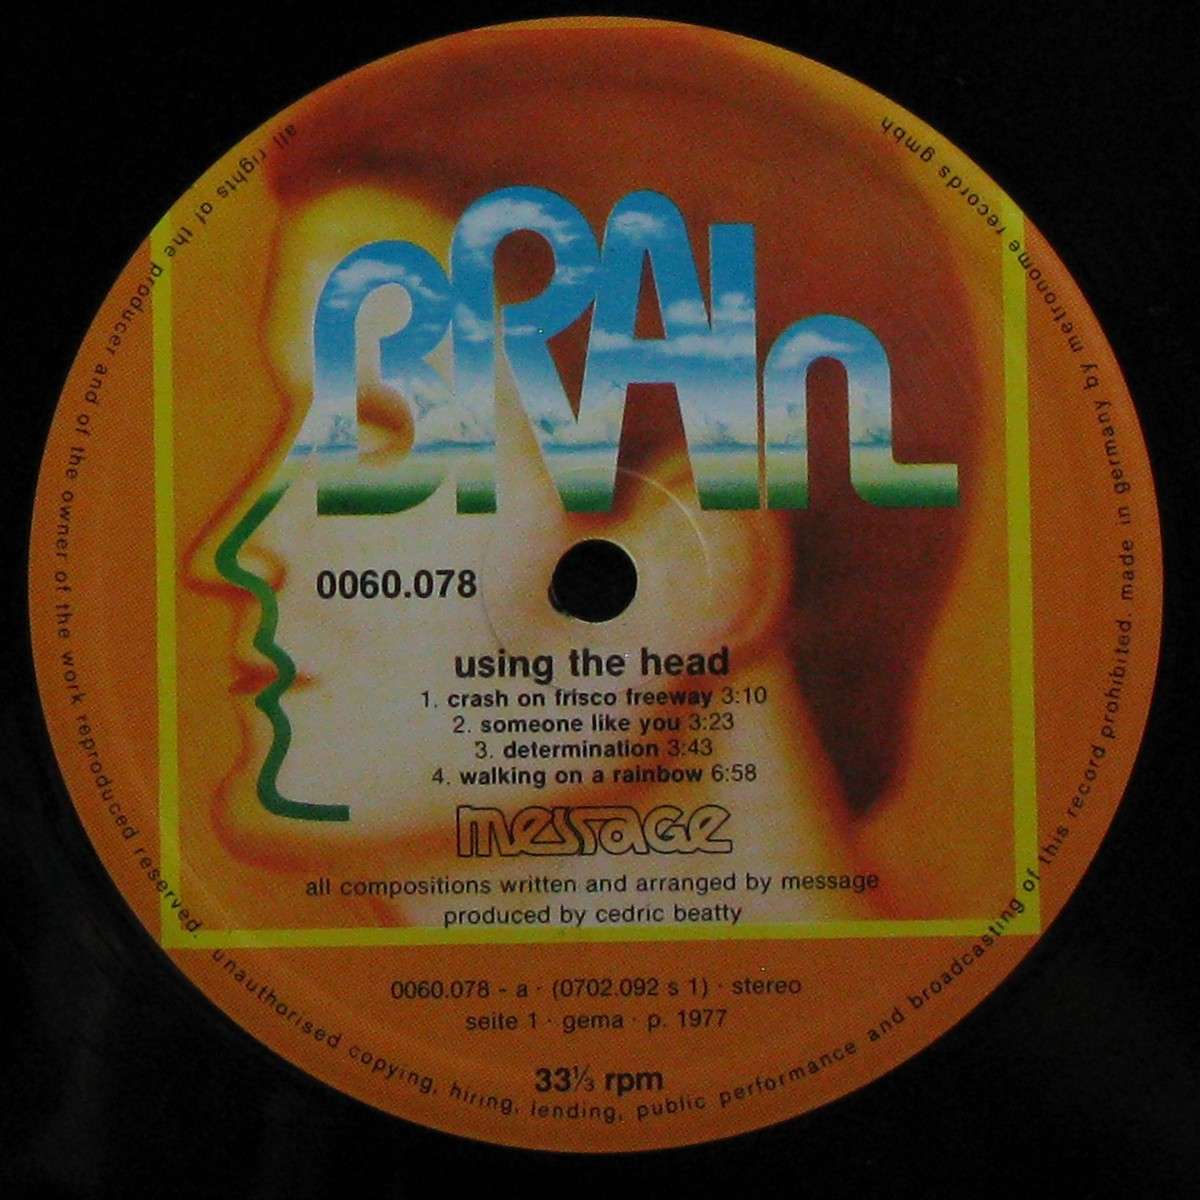 all rights of the producer and of the owner of the work reproduced reserved. unauthorised copying, hiring, lending, public performance and broadcasting of this record prohibited. made in germany by metronome records gmbh
BRAIn
0060.078
using the head
1. crash on frisco freeway 3:10
2. someone like you 3:23
3. determination 3:43
4. walking on a rainbow 6:58
message
all compositions written and arranged by message
produced by cedric beatty
0060.078 - a · (0702.092 s 1) · stereo
seite 1 · gema · p. 1977
33⅓ rpm